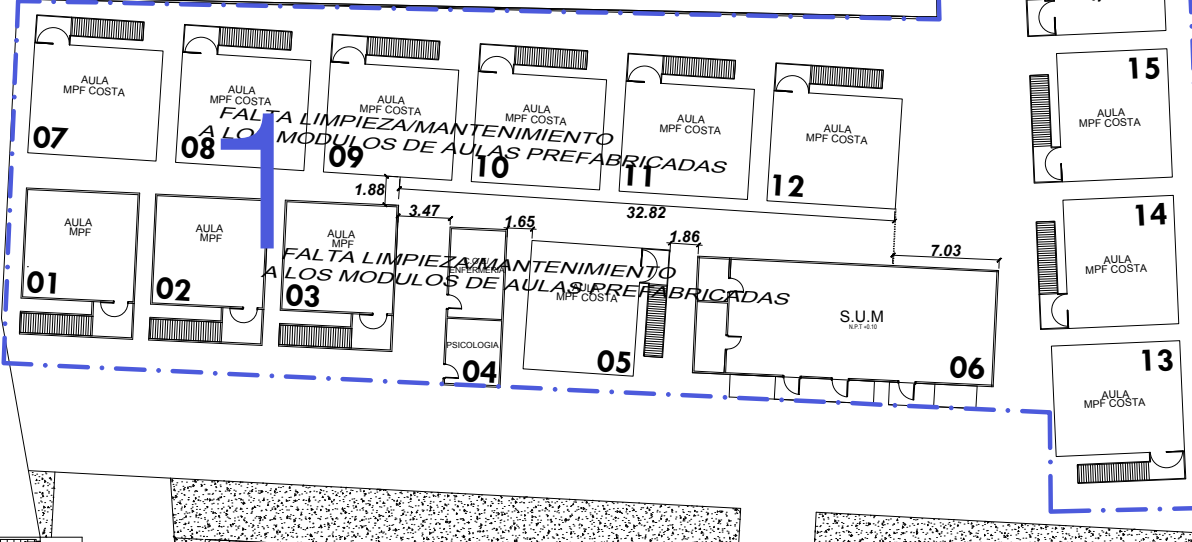 AULA
MPF COSTA
07
AULA
MPF COSTA
08
AULA
MPF COSTA
09
AULA
MPF COSTA
10
AULA
MPF COSTA
11
AULA
MPF COSTA
12
FALTA LIMPIEZA/MANTENIMIENTO
A LOS MODULOS DE AULAS PREFABRICADAS
1
15
AULA
MPF COSTA
14
AULA
MPF COSTA
13
AULA
MPF COSTA
1.88
3.47
1.65
32.82
1.86
7.03
AULA
MPF
01
AULA
MPF
02
AULA
MPF
03
FALTA LIMPIEZA/MANTENIMIENTO
A LOS MODULOS DE AULAS PREFABRICADAS
ENFERMERIA
PSICOLOGIA
04
AULA
MPF COSTA
05
S.U.M
N.P.T +0.10
06